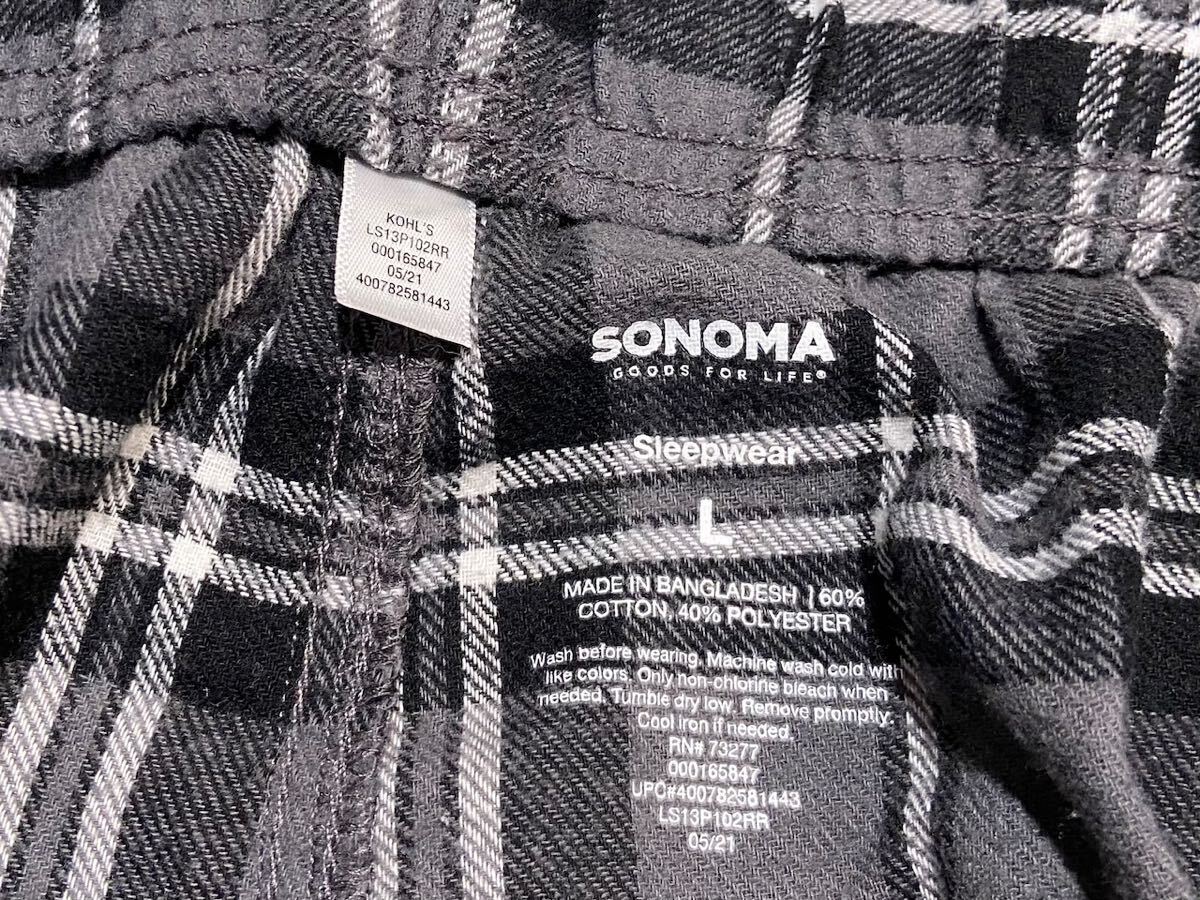 KOHL'S
LS13P102RR
000165847
05/21
400782581443
SONOMA
GOODS FOR LIFE®
Sleepwear
L
MADE IN BANGLADESH | 60%
COTTON, 40% POLYESTER
Wash before wearing. Machine wash cold with
like colors. Only non-chlorine bleach when
needed. Tumble dry low. Remove promptly.
Cool iron if needed.
RN# 73277
000165847
UPC#400782581443
LS13P102RR
05/21